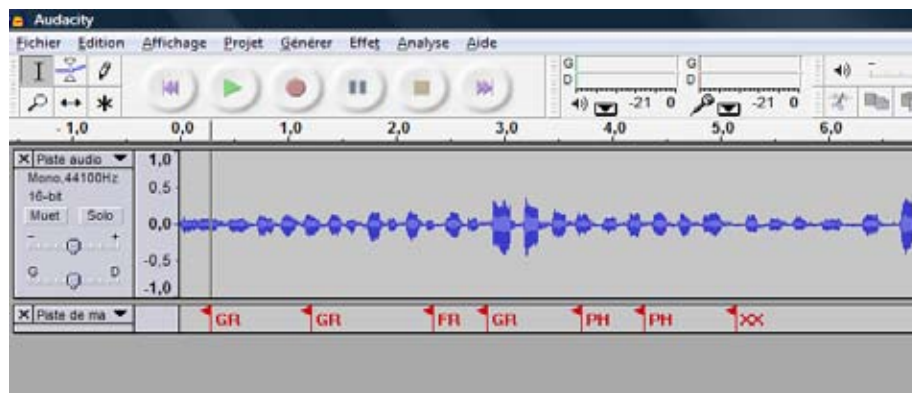 Audacity
Fichier Edition Affichage Projet Générer Effet Analyse Aide
G
D
-21 0
G
D
-21 0
- 1,0 0,0 1,0 2,0 3,0 4,0 5,0 6,0
X Piste audio
Mono,44100Hz
16-bit
Muet Solo
- +
G D
1,0
0,5
0,0
-0,5
-1,0
X Piste de ma
GR GR FR GR PH PH XX